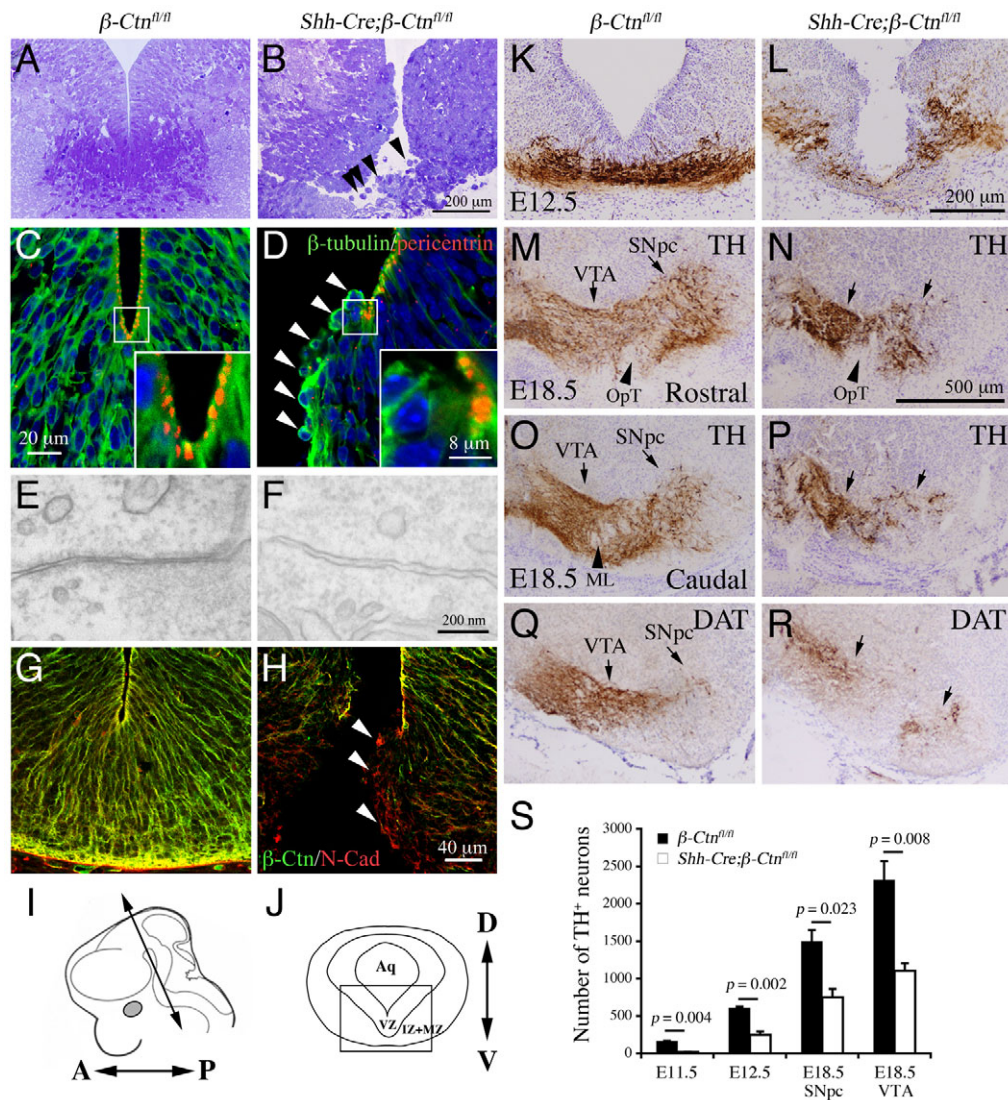 β-Ctn^fl/fl
Shh-Cre;β-Ctn^fl/fl
β-Ctn^fl/fl
Shh-Cre;β-Ctn^fl/fl
A
B
200 μm
C
20 μm
D
β-tubulin/pericentrin
8 μm
E
F
200 nm
G
H
β-Ctn/N-Cad
40 μm
I
A
P
J
Aq
VZ
IZ+MZ
D
V
K
E12.5
L
200 μm
M
TH
SNpc
VTA
E18.5
OpT
Rostral
N
TH
OpT
500 μm
O
TH
SNpc
VTA
E18.5
ML
Caudal
P
TH
Q
DAT
SNpc
VTA
R
DAT
S
Number of TH⁺ neurons
3000
2500
2000
1500
1000
500
0
β-Ctn^fl/fl
Shh-Cre;β-Ctn^fl/fl
p = 0.004
p = 0.002
p = 0.023
p = 0.008
E11.5
E12.5
E18.5
SNpc
E18.5
VTA